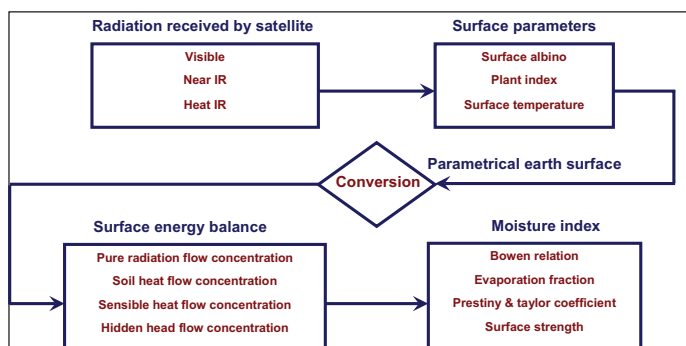 Radiation received by satellite
Visible
Near IR
Heat IR
Surface parameters
Surface albino
Plant index
Surface temperature
Parametrical earth surface
Conversion
Surface energy balance
Pure radiation flow concentration
Soil heat flow concentration
Sensible heat flow concentration
Hidden head flow concentration
Moisture index
Bowen relation
Evaporation fraction
Prestiny & taylor coefficient
Surface strength